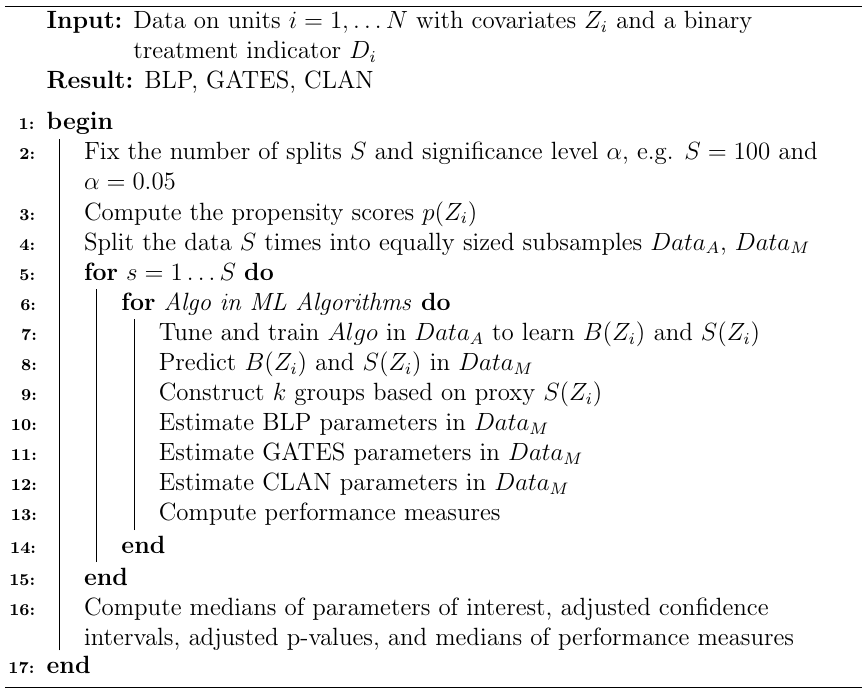 Input: Data on units i = 1, . . . N with covariates Z_i and a binary
treatment indicator D_i
Result: BLP, GATES, CLAN
1: begin
2: Fix the number of splits S and significance level α, e.g. S = 100 and
α = 0.05
3: Compute the propensity scores p(Z_i)
4: Split the data S times into equally sized subsamples Data_A, Data_M
5: for s = 1 . . . S do
6: for Algo in ML Algorithms do
7: Tune and train Algo in Data_A to learn B(Z_i) and S(Z_i)
8: Predict B(Z_i) and S(Z_i) in Data_M
9: Construct k groups based on proxy S(Z_i)
10: Estimate BLP parameters in Data_M
11: Estimate GATES parameters in Data_M
12: Estimate CLAN parameters in Data_M
13: Compute performance measures
14: end
15: end
16: Compute medians of parameters of interest, adjusted confidence
intervals, adjusted p-values, and medians of performance measures
17: end